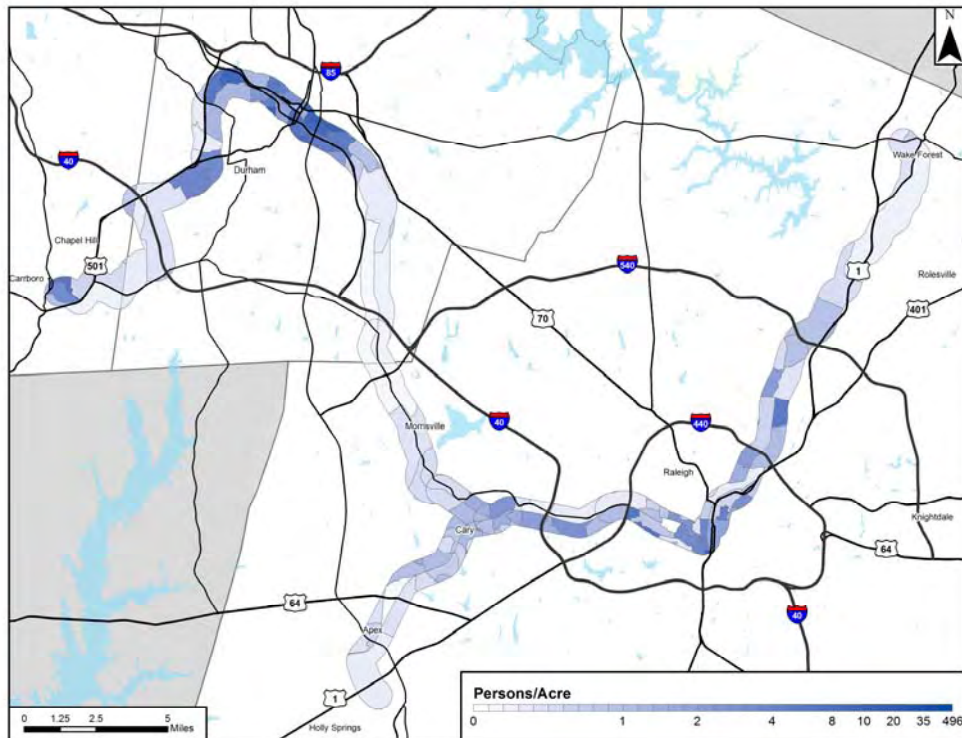 N
85
40
Wake Forest
Durham
Chapel Hill
501
Carrboro
540
1
Rolesville
401
70
Morrisville
40
440
Raleigh
Cary
Knightdale
64
64
Apex
40
1
Holly Springs
0 1.25 2.5 5
Miles
Persons/Acre
0 1 2 4 8 10 20 35 496